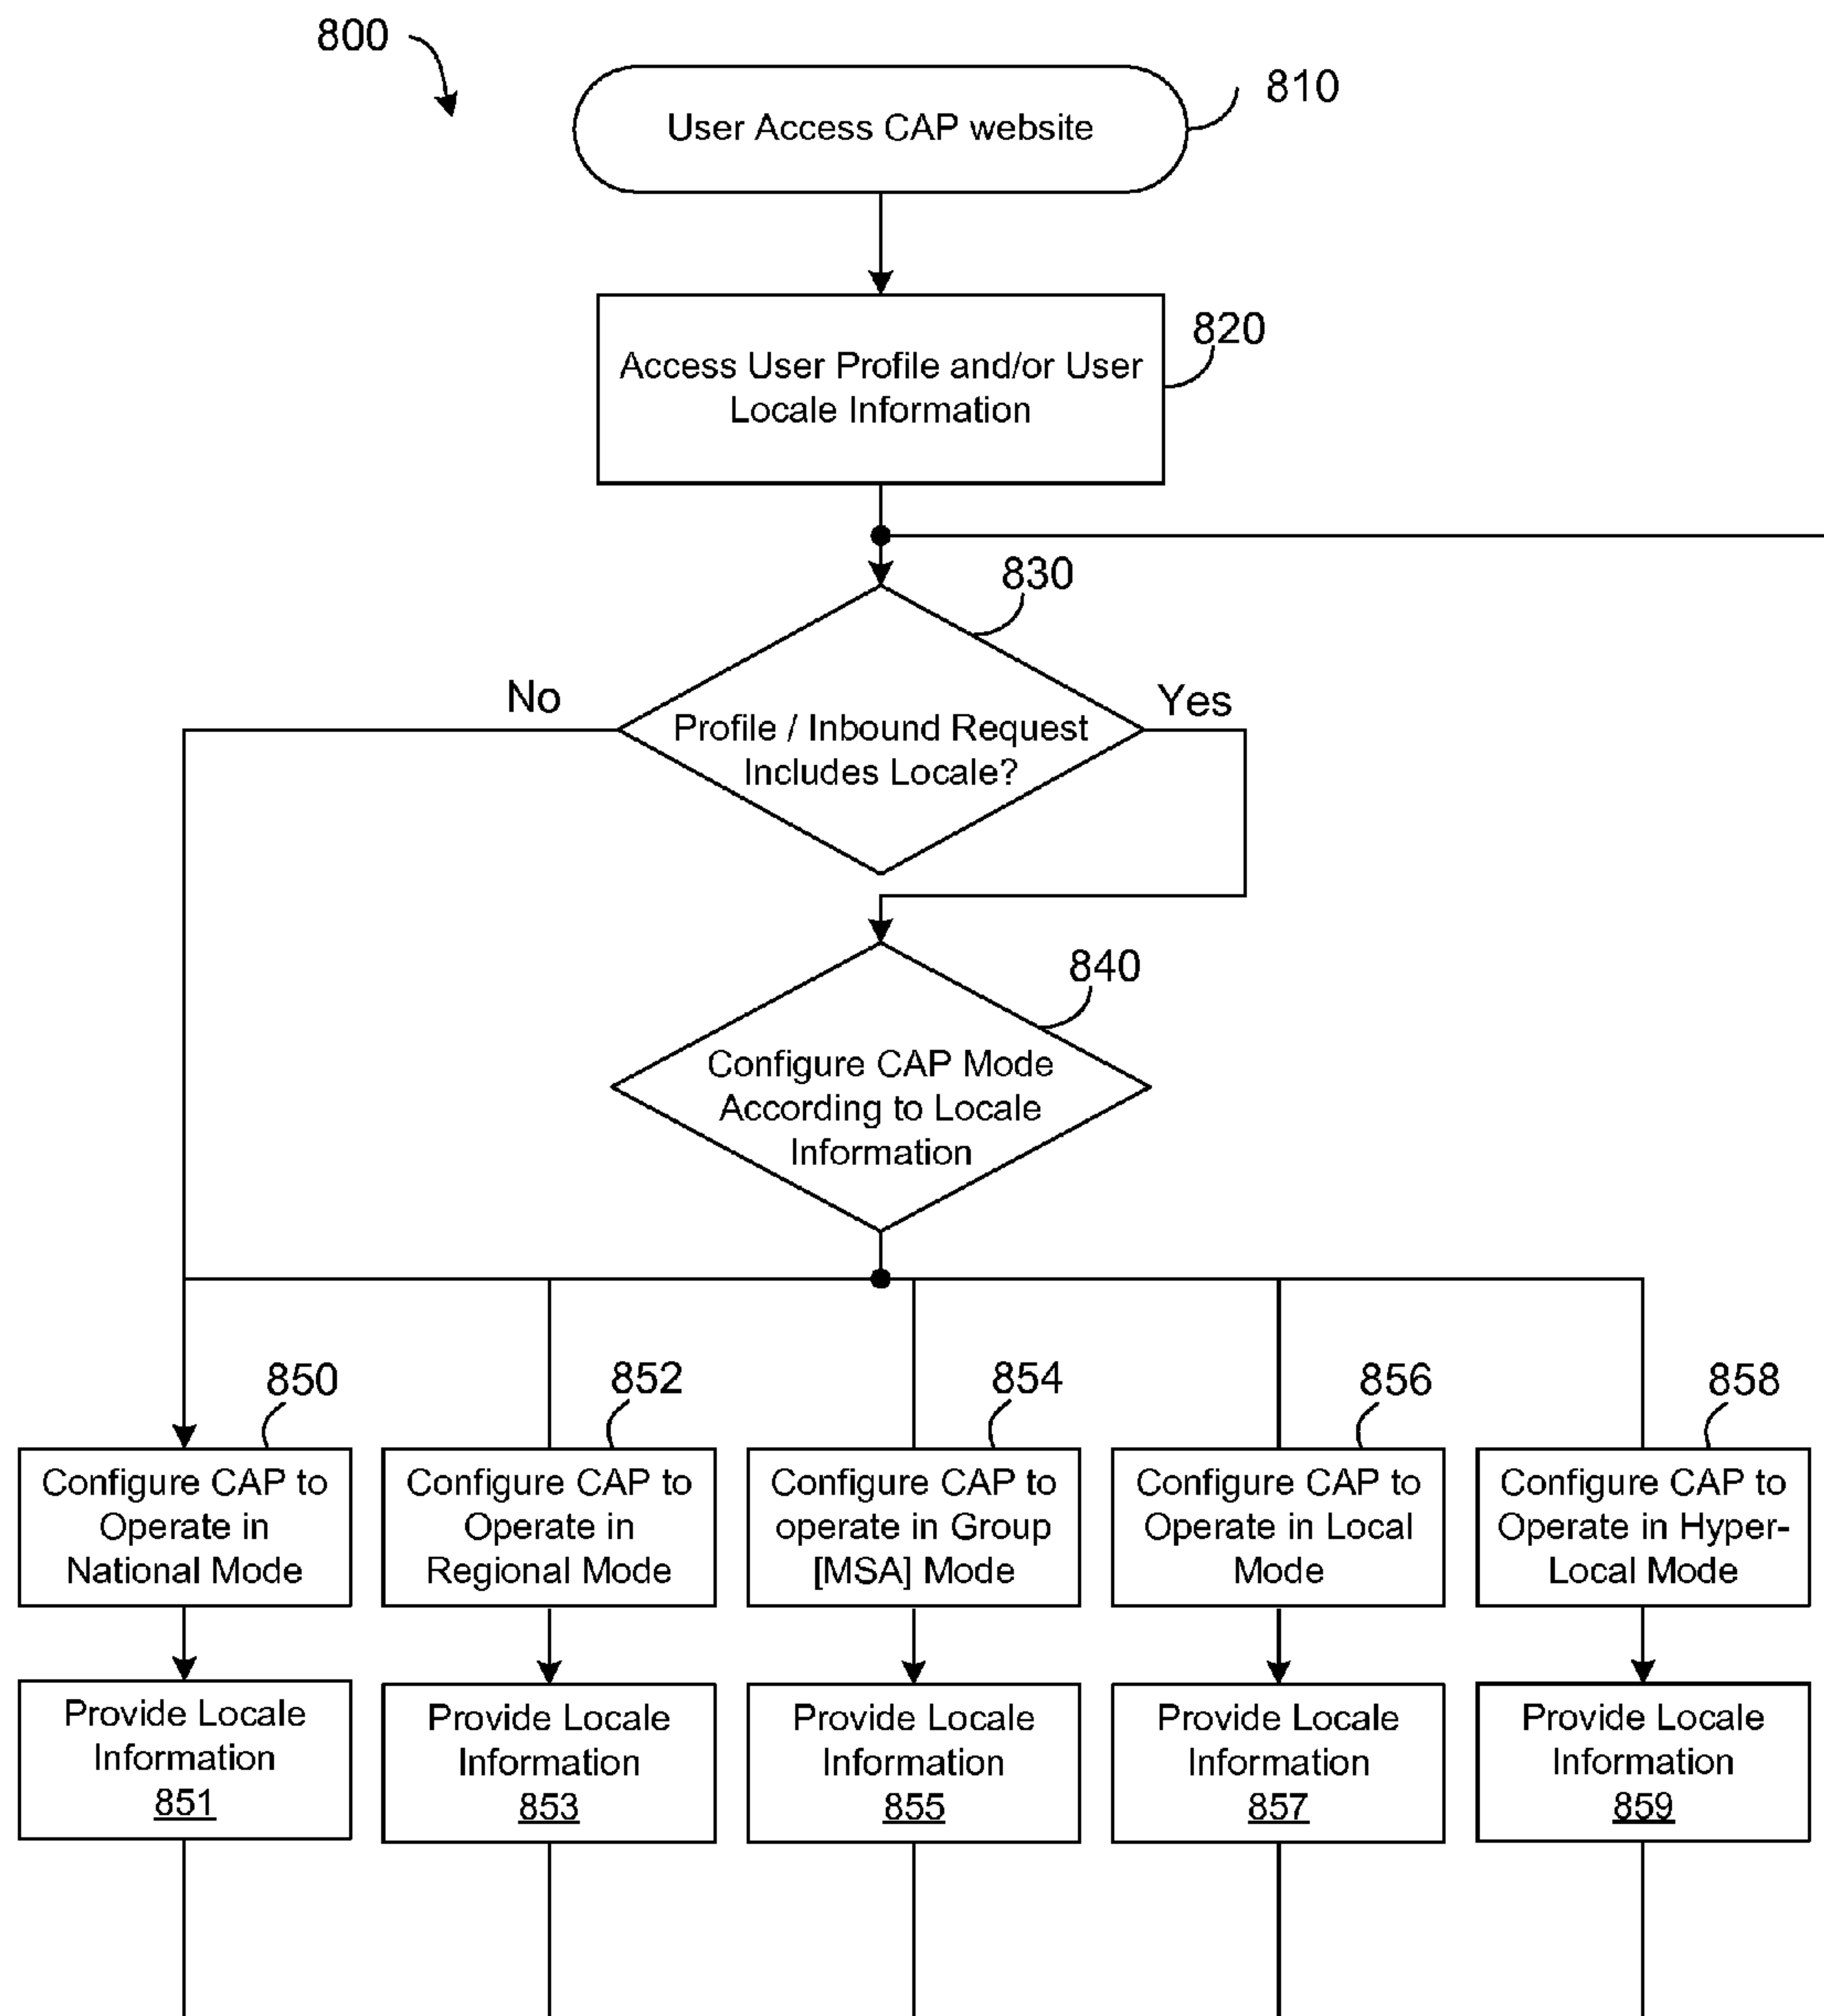 800
810
User Access CAP website
820
Access User Profile and/or User
Locale Information
830
No
Yes
Profile / Inbound Request
Includes Locale?
840
Configure CAP Mode
According to Locale
Information
850
852
854
856
858
Configure CAP to
Operate in
National Mode
Configure CAP to
Operate in
Regional Mode
Configure CAP to
operate in Group
[MSA] Mode
Configure CAP to
Operate in Local
Mode
Configure CAP to
Operate in Hyper-
Local Mode
Provide Locale
Information
851
Provide Locale
Information
853
Provide Locale
Information
855
Provide Locale
Information
857
Provide Locale
Information
859